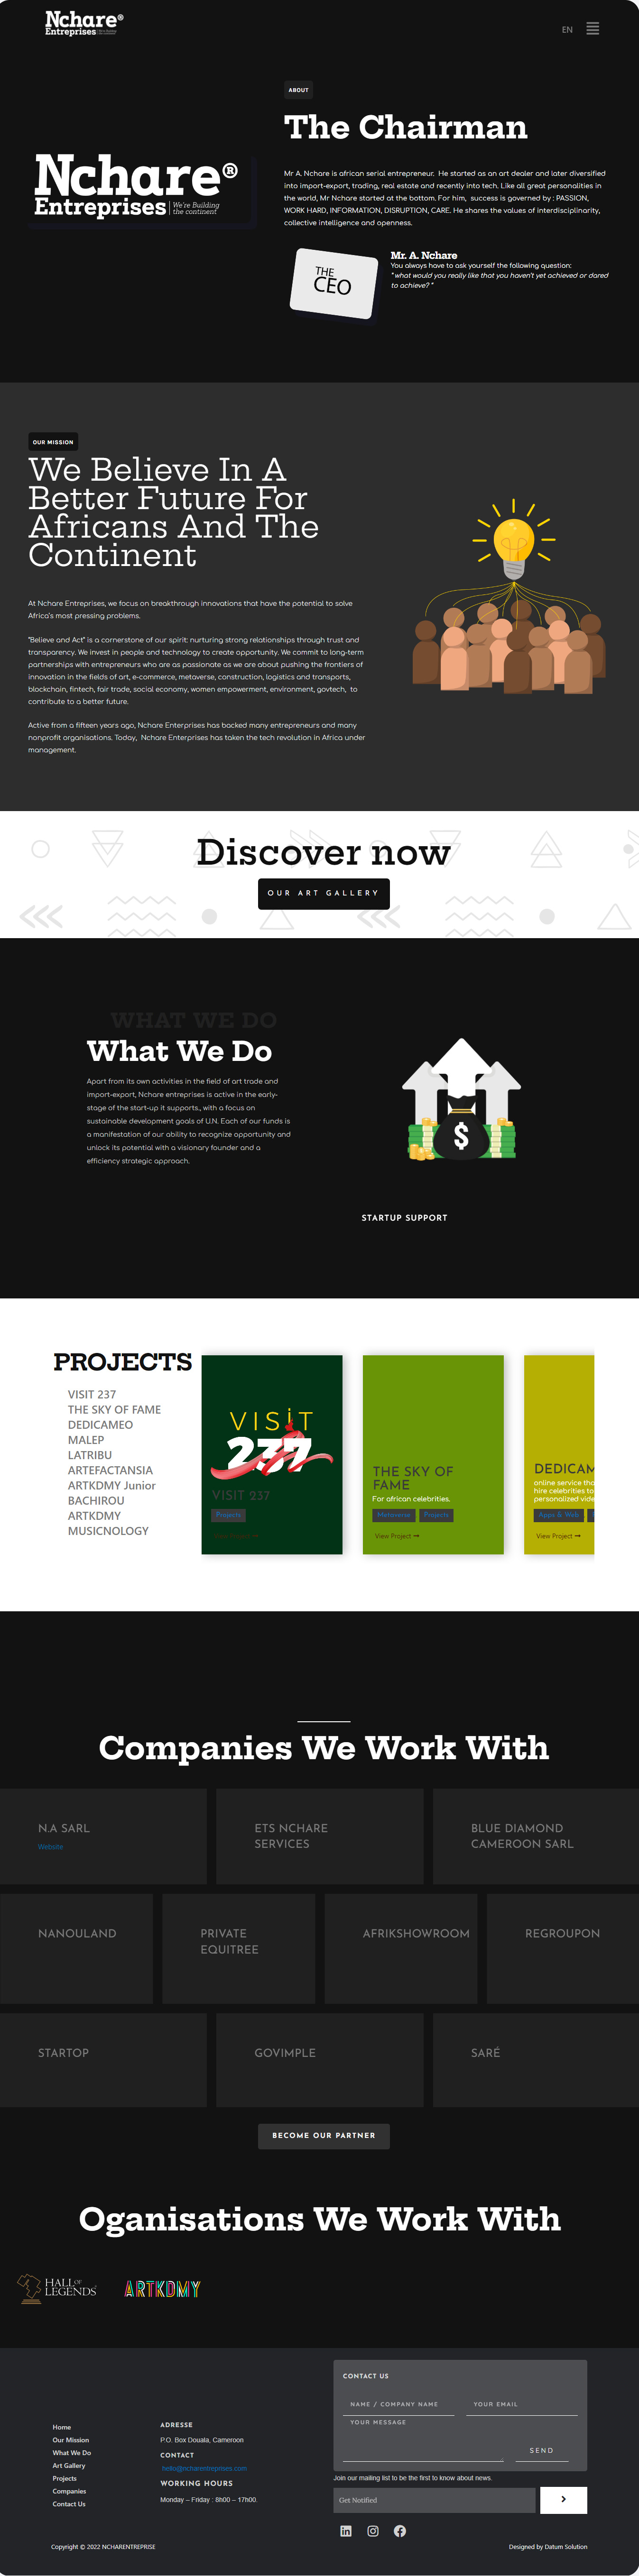 Nchare®
Entreprises
EN
ABOUT
The Chairman
Nchare®
Entreprises
We're Building
the continent
Mr A. Nchare is african serial entrepreneur. He started as an art dealer and later diversified
into import-export, trading, real estate and recently into tech. Like all great personalities in
the world, Mr Nchare started at the bottom. For him, success is governed by : PASSION,
WORK HARD, INFORMATION, DISRUPTION, CARE. He shares the values of interdisciplinarity,
collective intelligence and openness.
THE
CEO
Mr. A. Nchare
You always have to ask yourself the following question:
" what would you really like that you haven't yet achieved or dared
to achieve? "
OUR MISSION
We Believe In A
Better Future For
Africans And The
Continent
At Nchare Entreprises, we focus on breakthrough innovations that have the potential to solve
Africa's most pressing problems.
"Believe and Act" is a cornerstone of our spirit: nurturing strong relationships through trust and
transparency. We invest in people and technology to create opportunity. We commit to long-term
partnerships with entrepreneurs who are as passionate as we are about pushing the frontiers of
innovation in the fields of art, e-commerce, metaverse, construction, logistics and transports,
blockchain, fintech, fair trade, social economy, women empowerment, environment, govtech, to
contribute to a better future.
Active from a fifteen years ago, Nchare Enterprises has backed many entrepreneurs and many
nonprofit organisations. Today, Nchare Enterprises has taken the tech revolution in Africa under
management.
Discover now
OUR ART GALLERY
WHAT WE DO
What We Do
Apart from its own activities in the field of art trade and
import-export, Nchare enterprises is active in the early-
stage of the start-up it supports., with a focus on
sustainable development goals of U.N. Each of our funds is
a manifestation of our ability to recognize opportunity and
unlock its potential with a visionary founder and a
efficiency strategic approach.
$
STARTUP SUPPORT
PROJECTS
VISIT 237
THE SKY OF FAME
DEDICAMEO
MALEP
LATRIBU
ARTEFACTANSIA
ARTKDMY Junior
BACHIROU
ARTKDMY
MUSICNOLOGY
VISIT
237
VISIT 237
Projects
View Project
THE SKY OF
FAME
For african celebrities.
Metaverse
Projects
View Project
DEDICAM
online service tho
hire celebrities to
personalized vide
Apps & Web
View Project
Companies We Work With
N.A SARL
Website
ETS NCHARE
SERVICES
BLUE DIAMOND
CAMEROON SARL
NANOULAND
PRIVATE
EQUITREE
AFRIKSHOWROOM
REGROUPON
STARTOP
GOVIMPLE
SARÉ
BECOME OUR PARTNER
Oganisations We Work With
HALL OF
LEGENDS
ARTKDMY
Home
Our Mission
What We Do
Art Gallery
Projects
Companies
Contact Us
ADRESSE
P.O. Box Douala, Cameroon
CONTACT
hello@ncharentreprises.com
WORKING HOURS
Monday – Friday : 8h00 – 17h00.
CONTACT US
NAME / COMPANY NAME
YOUR EMAIL
YOUR MESSAGE
SEND
Join our mailing list to be the first to know about news.
Get Notified
Copyright © 2022 NCHARENTREPRISE
Designed by Datum Solution